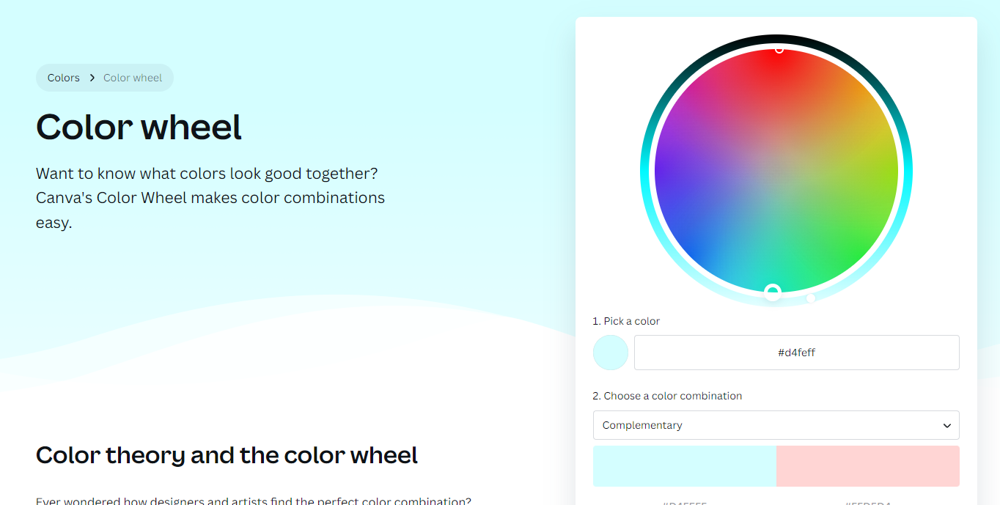 Colors > Color wheel
Color wheel
Want to know what colors look good together?
Canva's Color Wheel makes color combinations
easy.
1. Pick a color
#d4feff
2. Choose a color combination
Complementary
Color theory and the color wheel
Ever wondered how designers and artists find the perfect color combination?